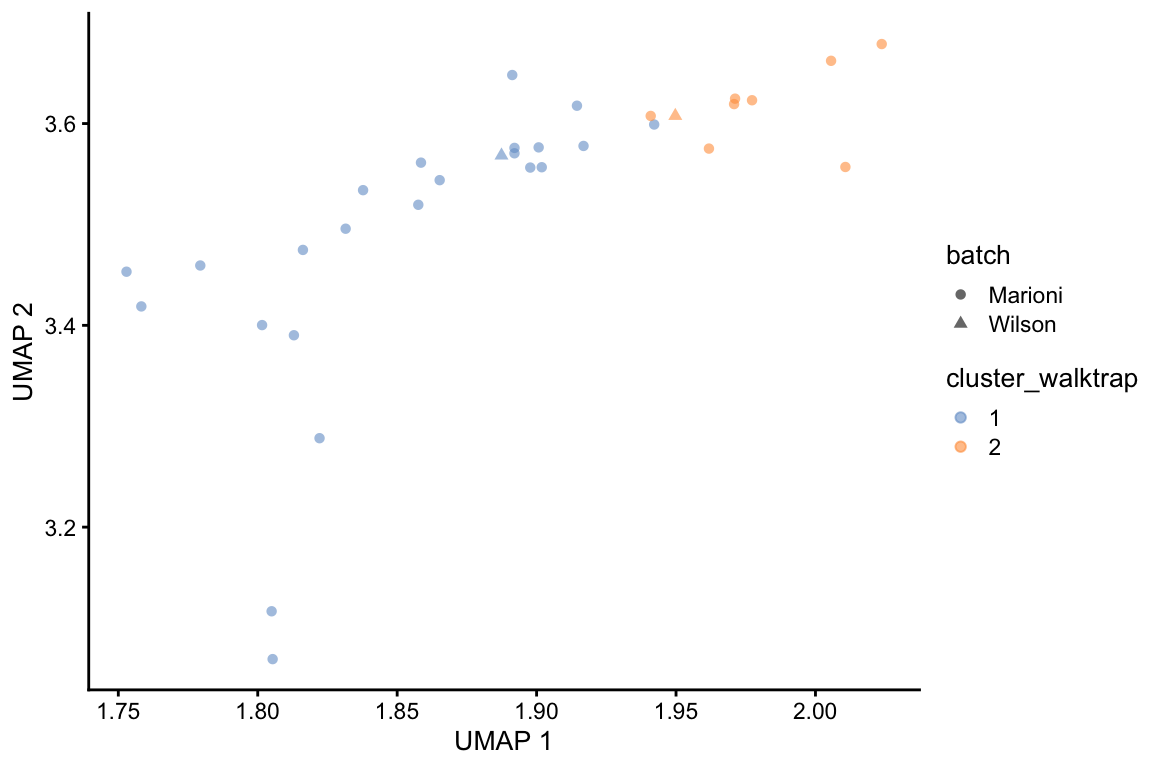 3.6
3.4
3.2
UMAP 2
1.75
1.80
1.85
1.90
1.95
2.00
UMAP 1
batch
Marioni
Wilson
cluster_walktrap
1
2